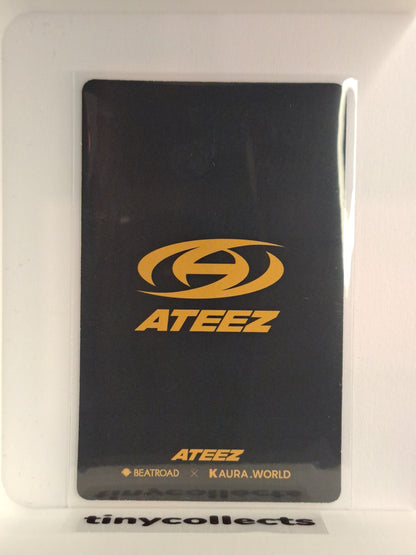 ATEEZ
ATEEZ
BEATROAD × KAURA.WORLD
tinycollects